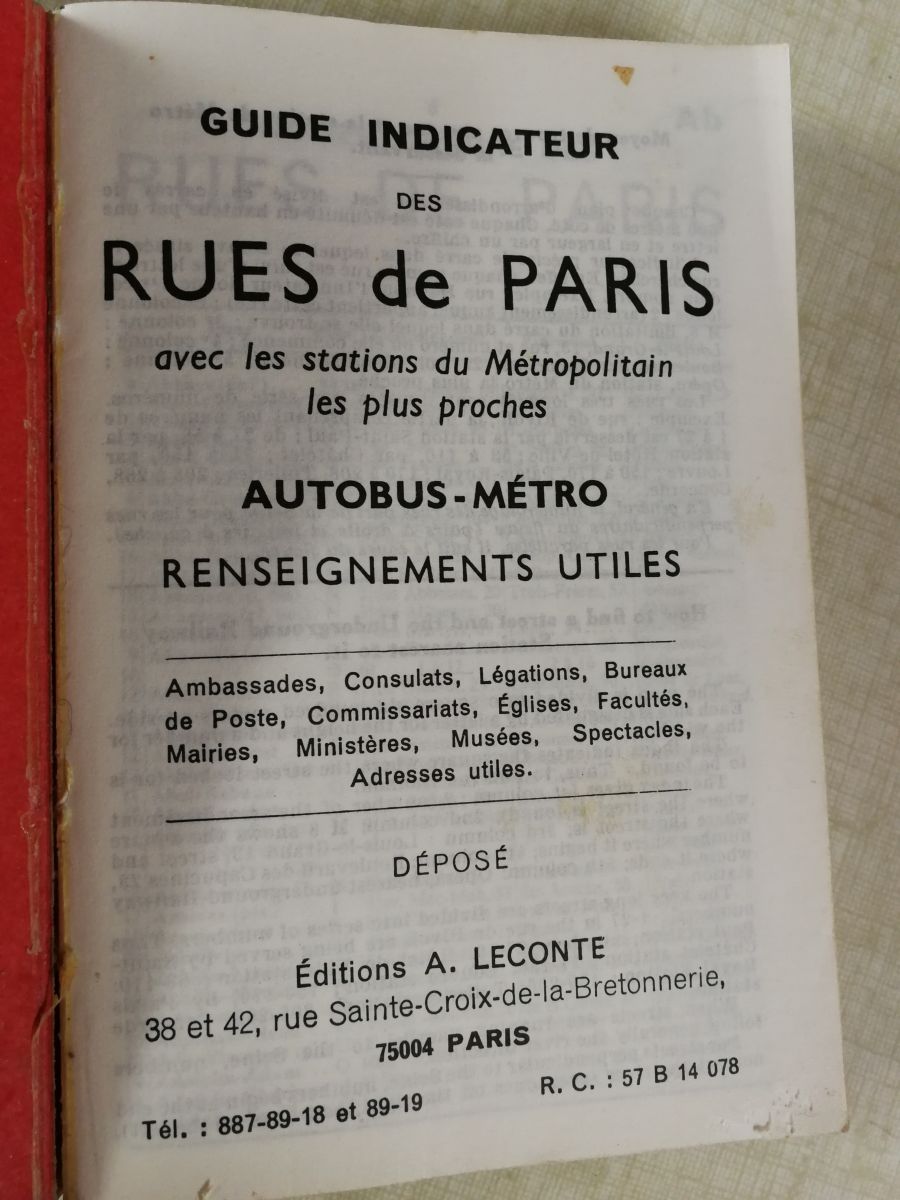 GUIDE INDICATEUR
DES
RUES de PARIS
avec les stations du Métropolitain
les plus proches
AUTOBUS-MÉTRO
RENSEIGNEMENTS UTILES
Ambassades, Consulats, Légations, Bureaux
de Poste, Commissariats, Églises, Facultés,
Mairies, Ministères, Musées, Spectacles,
Adresses utiles.
DÉPOSÉ
Éditions A. LECONTE
38 et 42, rue Sainte-Croix-de-la-Bretonnerie,
75004 PARIS
Tél. : 887-89-18 et 89-19 R. C. : 57 B 14 078